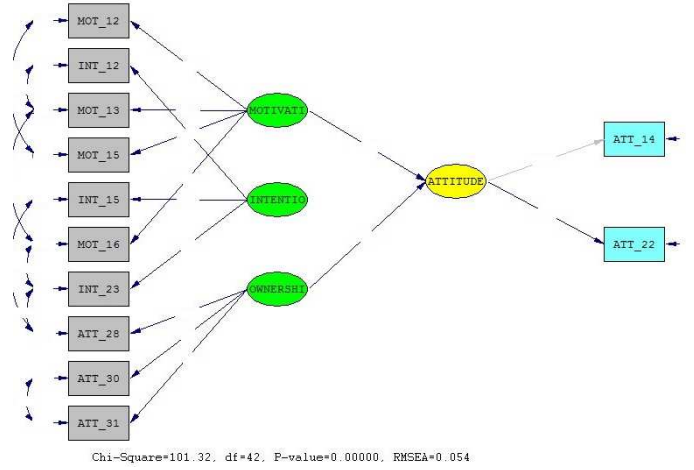 MOT_12
INT_12
MOT_13
MOT_15
INT_15
MOT_16
INT_23
ATT_28
ATT_30
ATT_31
MOTIVATI
INTENTIO
OWNERSHI
ATTITUDE
ATT_14
ATT_22
Chi-Square=101.32, df=42, P-value=0.00000, RMSEA=0.054